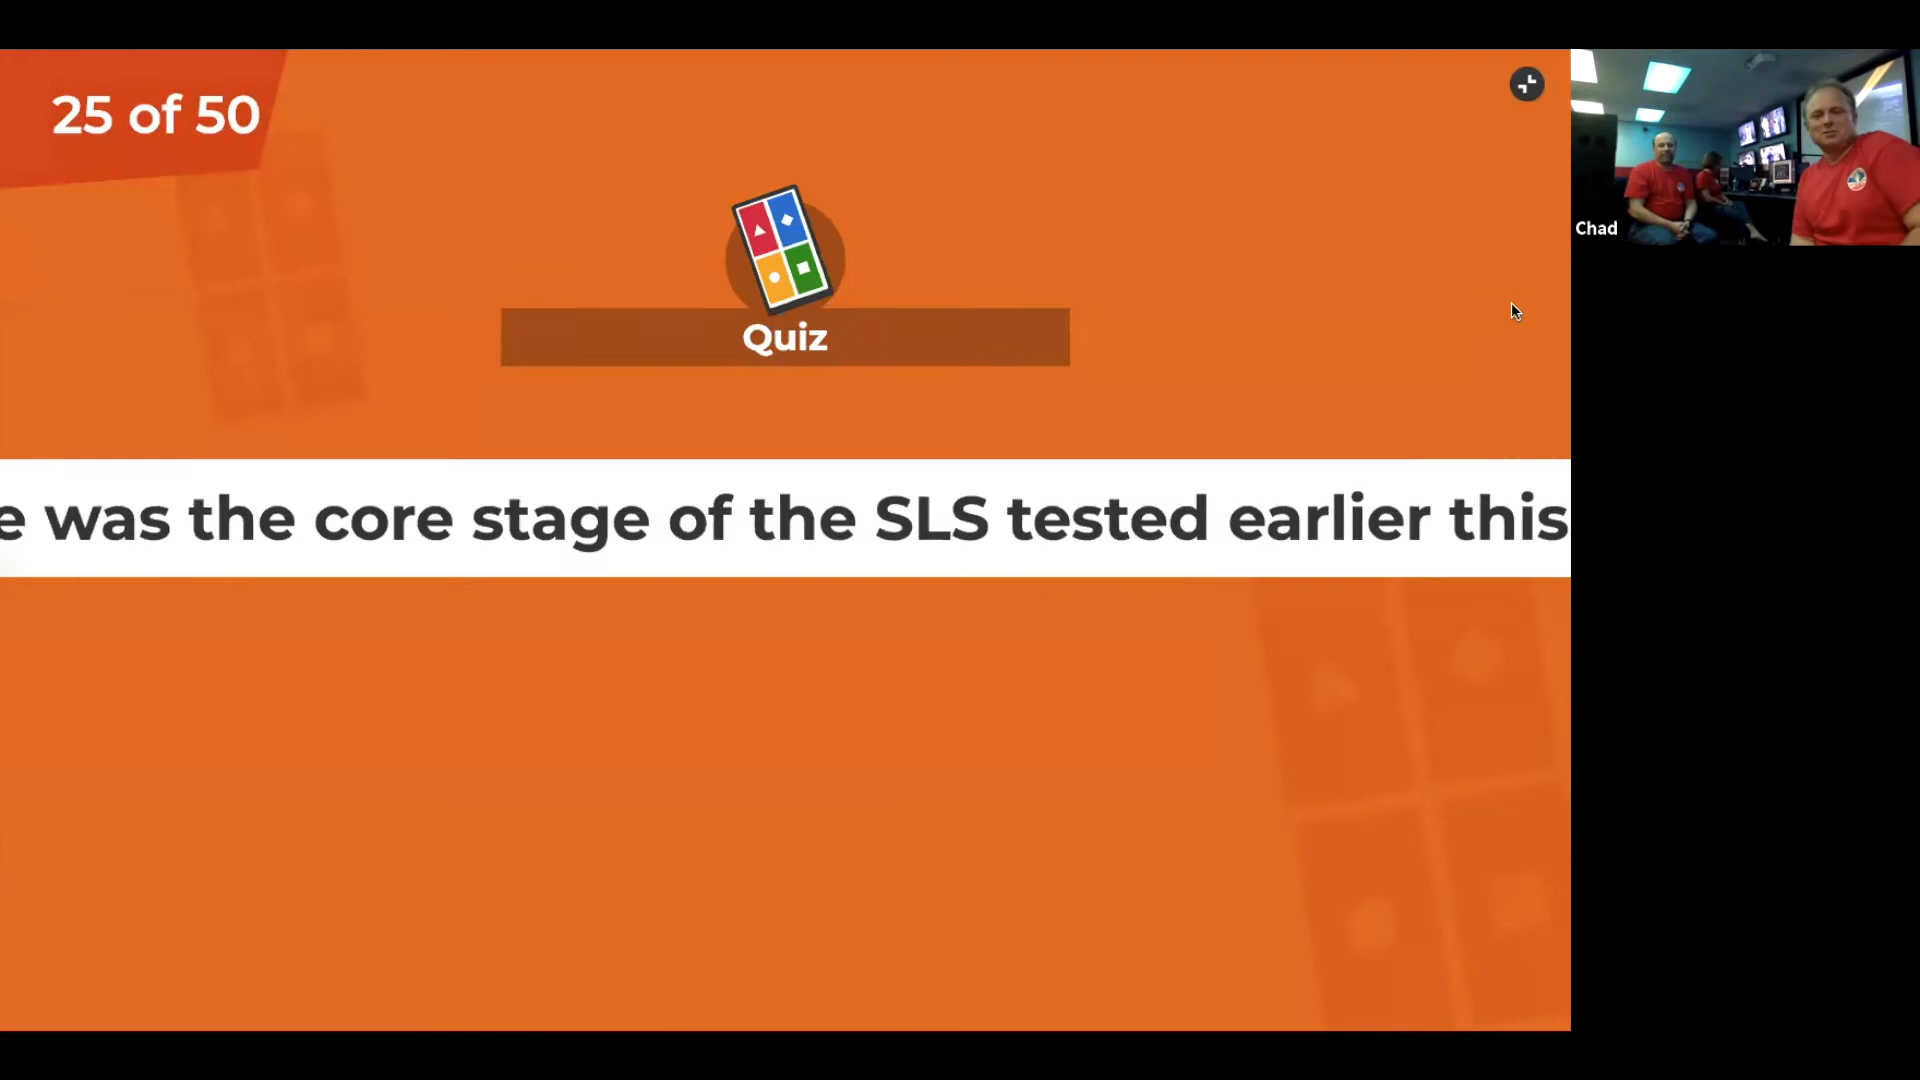 25 of 50
Quiz
e was the core stage of the SLS tested earlier this
Chad